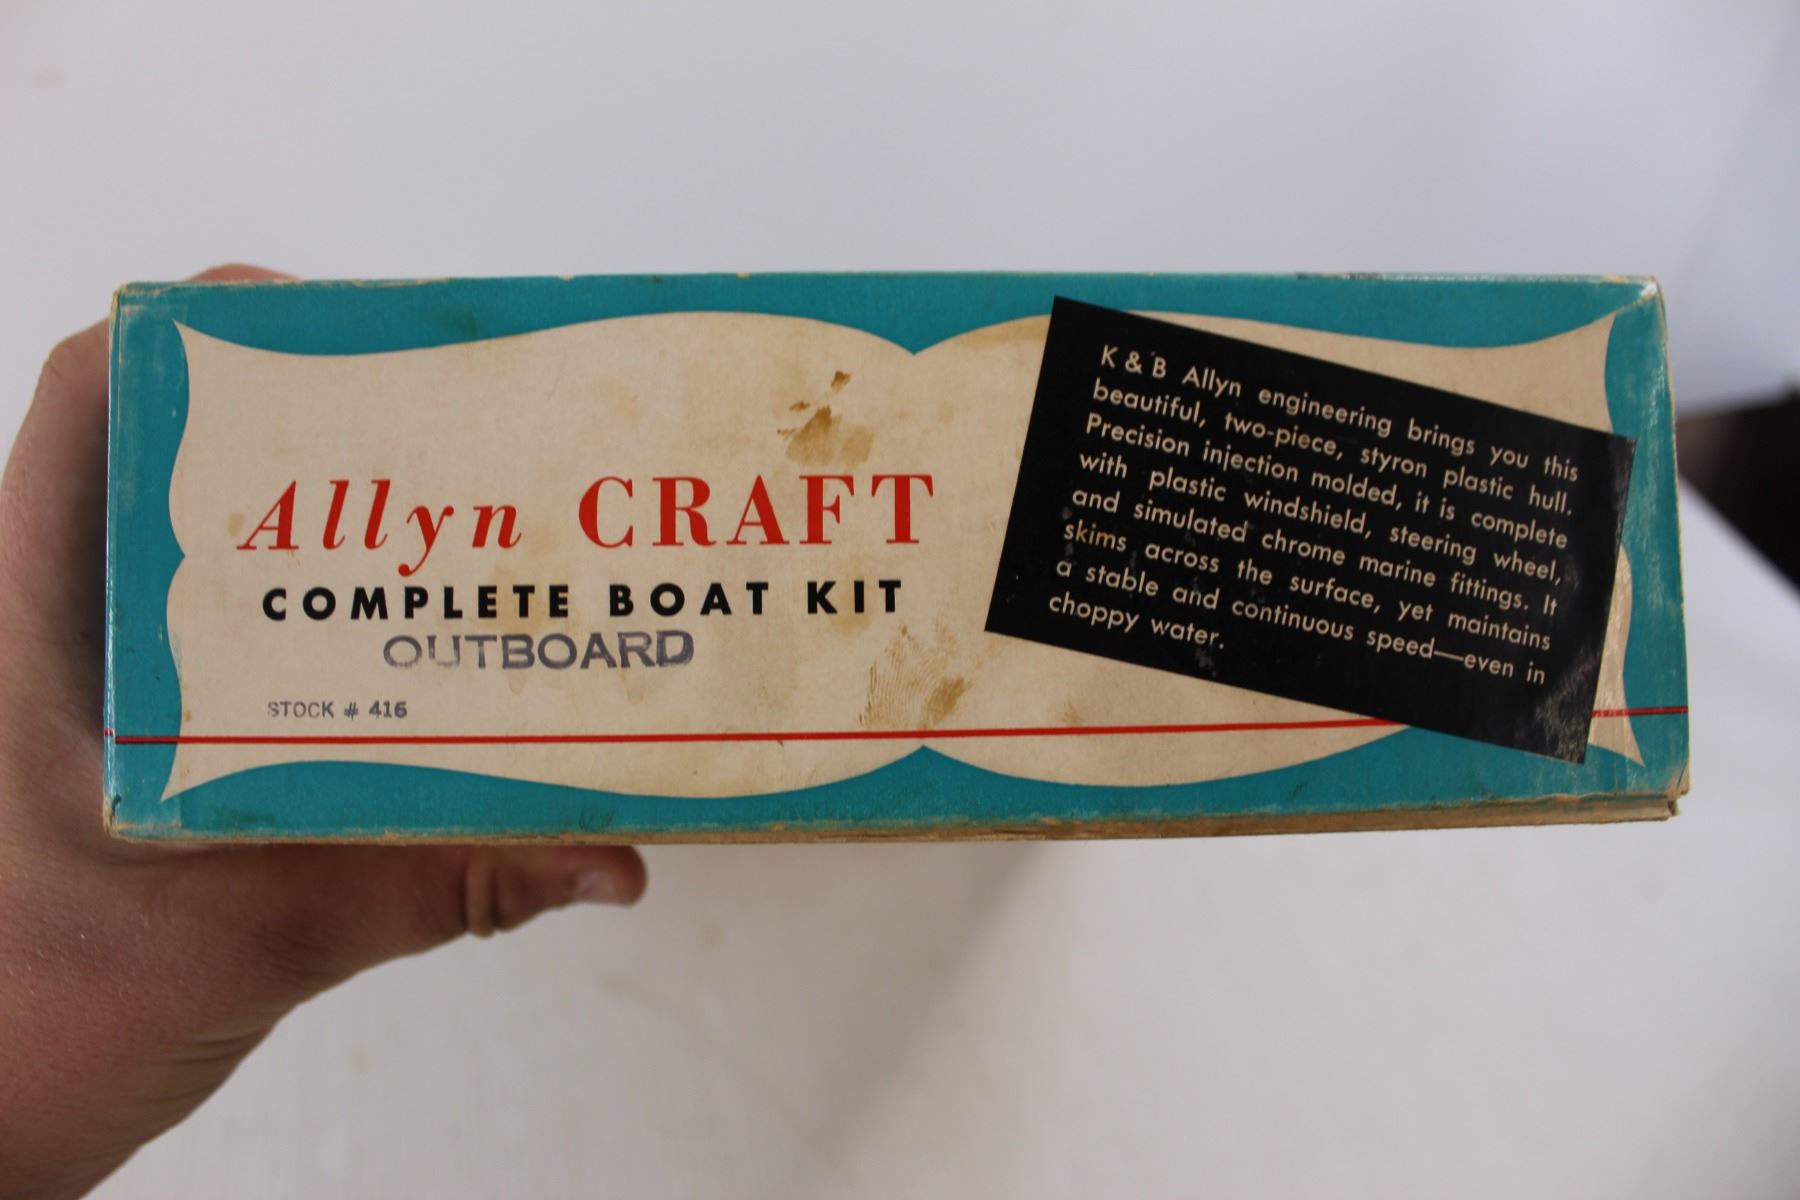 Allyn CRAFT
COMPLETE BOAT KIT
OUTBOARD
STOCK # 416
K & B Allyn engineering brings you this
beautiful, two-piece, styron plastic hull.
Precision injection molded, it is complete
with plastic windshield, steering wheel,
and simulated chrome marine fittings. It
skims across the surface, yet maintains
a stable and continuous speed—even in
choppy water.